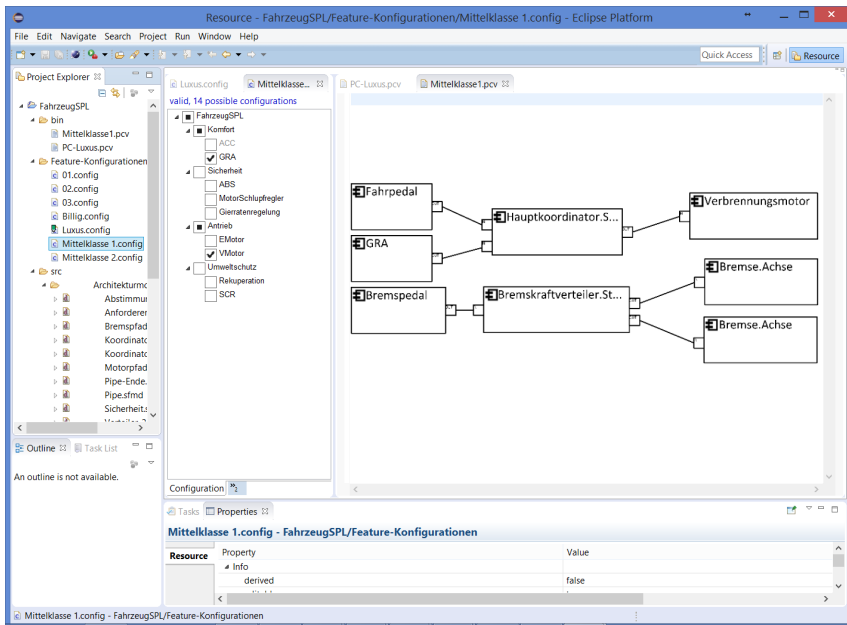 Resource - FahrzeugSPL/Feature-Konfigurationen/Mittelklasse 1.config - Eclipse Platform
File Edit Navigate Search Project Run Window Help
Quick Access
Resource
Project Explorer
FahrzeugSPL
bin
Mittelklasse1.pcv
PC-Luxus.pcv
Feature-Konfigurationen
01.config
02.config
03.config
Billig.config
Luxus.config
Mittelklasse 1.config
Mittelklasse 2.config
src
Architekturmo
Abstimmur
Anforderer
Bremspfad
Koordinato
Koordinato
Motorpfad
Pipe-Ende.
Pipe.sfmd
Sicherheit.s
Outline
Task List
An outline is not available.
Luxus.config
Mittelklasse...
valid, 14 possible configurations
FahrzeugSPL
Komfort
ACC
GRA
Sicherheit
ABS
MotorSchlupfregler
Gierratenregelung
Antrieb
EMotor
VMotor
Umweltschutz
Rekuperation
SCR
Configuration
PC-Luxus.pcv
Mittelklasse1.pcv
Fahrpedal
Hauptkoordinator.S...
Verbrennungsmotor
GRA
Bremse.Achse
Bremspedal
Bremskraftverteiler.St...
Bremse.Achse
Tasks
Properties
Mittelklasse 1.config - FahrzeugSPL/Feature-Konfigurationen
Resource
Property Value
Info
derived false
Mittelklasse 1.config - FahrzeugSPL/Feature-Konfigurationen